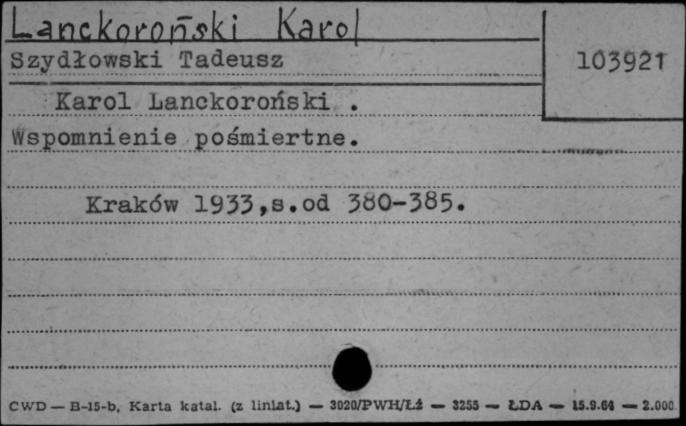 Lanckoroński Karol
Szydłowski Tadeusz
103921
Karol Lanckoroński .
Wspomnienie pośmiertne.
Kraków 1933,s.od 380-385.
CWD — B-15-b, Karta katal. (z liniat.) — 3020/PWH/Łź — 3255 — ŁDA — 15.9.64 — 2.000